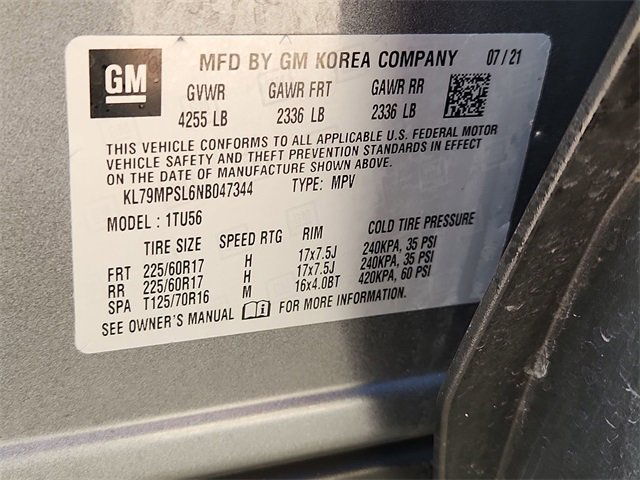 GM MFD BY GM KOREA COMPANY 07/21
GVWR GAWR FRT GAWR RR
4255 LB 2336 LB 2336 LB
THIS VEHICLE CONFORMS TO ALL APPLICABLE U.S. FEDERAL MOTOR
VEHICLE SAFETY AND THEFT PREVENTION STANDARDS IN EFFECT
ON THE DATE OF MANUFACTURE SHOWN ABOVE.
KL79MPSL6NB047344 TYPE: MPV
MODEL : 1TU56
TIRE SIZE SPEED RTG RIM COLD TIRE PRESSURE
FRT 225/60R17 H 17x7.5J 240KPA, 35 PSI
RR 225/60R17 H 17x7.5J 240KPA, 35 PSI
SPA T125/70R16 M 16x4.0BT 420KPA, 60 PSI
SEE OWNER'S MANUAL FOR MORE INFORMATION.